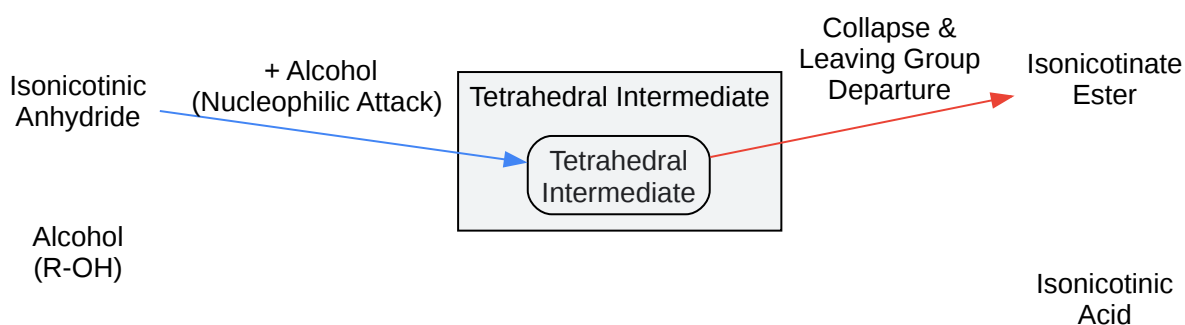 Isonicotinic
Anhydride
+ Alcohol
(Nucleophilic Attack)
Tetrahedral Intermediate
Tetrahedral
Intermediate
Collapse &
Leaving Group
Departure
Isonicotinate
Ester
Alcohol
(R-OH)
Isonicotinic
Acid